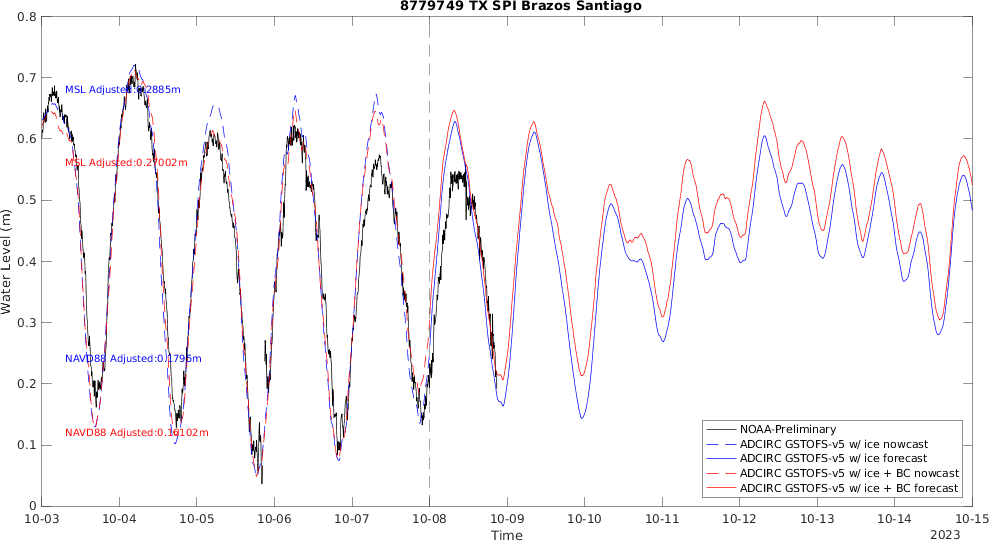 8779749 TX SPI Brazos Santiago
0.8
0.7
0.6
0.5
0.4
0.3
0.2
0.1
0
Water Level (m)
MSL Adjusted:0.2885m
MSL Adjusted:0.27002m
NAVD88 Adjusted:0.1796m
NAVD88 Adjusted:0.16102m
NOAA-Preliminary
ADCIRC GSTOFS-v5 w/ ice nowcast
ADCIRC GSTOFS-v5 w/ ice forecast
ADCIRC GSTOFS-v5 w/ ice + BC nowcast
ADCIRC GSTOFS-v5 w/ ice + BC forecast
10-03 10-04 10-05 10-06 10-07 10-08 10-09 10-10 10-11 10-12 10-13 10-14 10-15
Time
2023